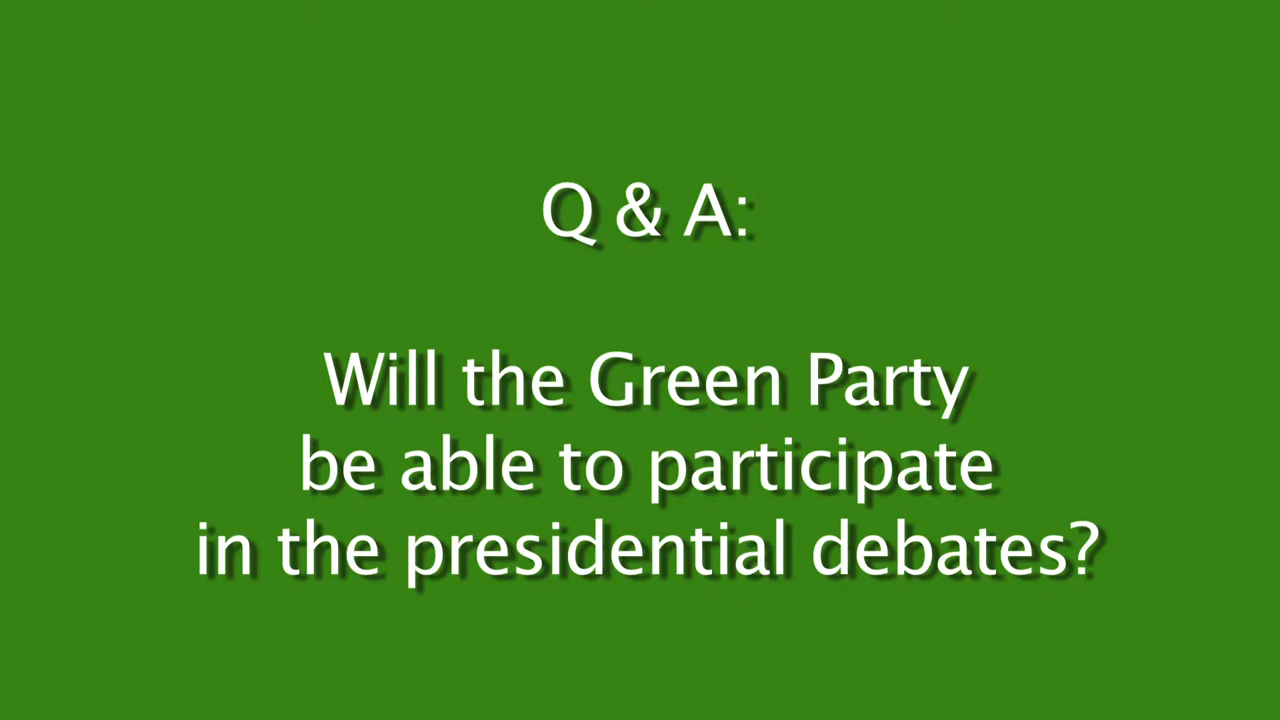 Q & A:
Will the Green Party
be able to participate
in the presidential debates?